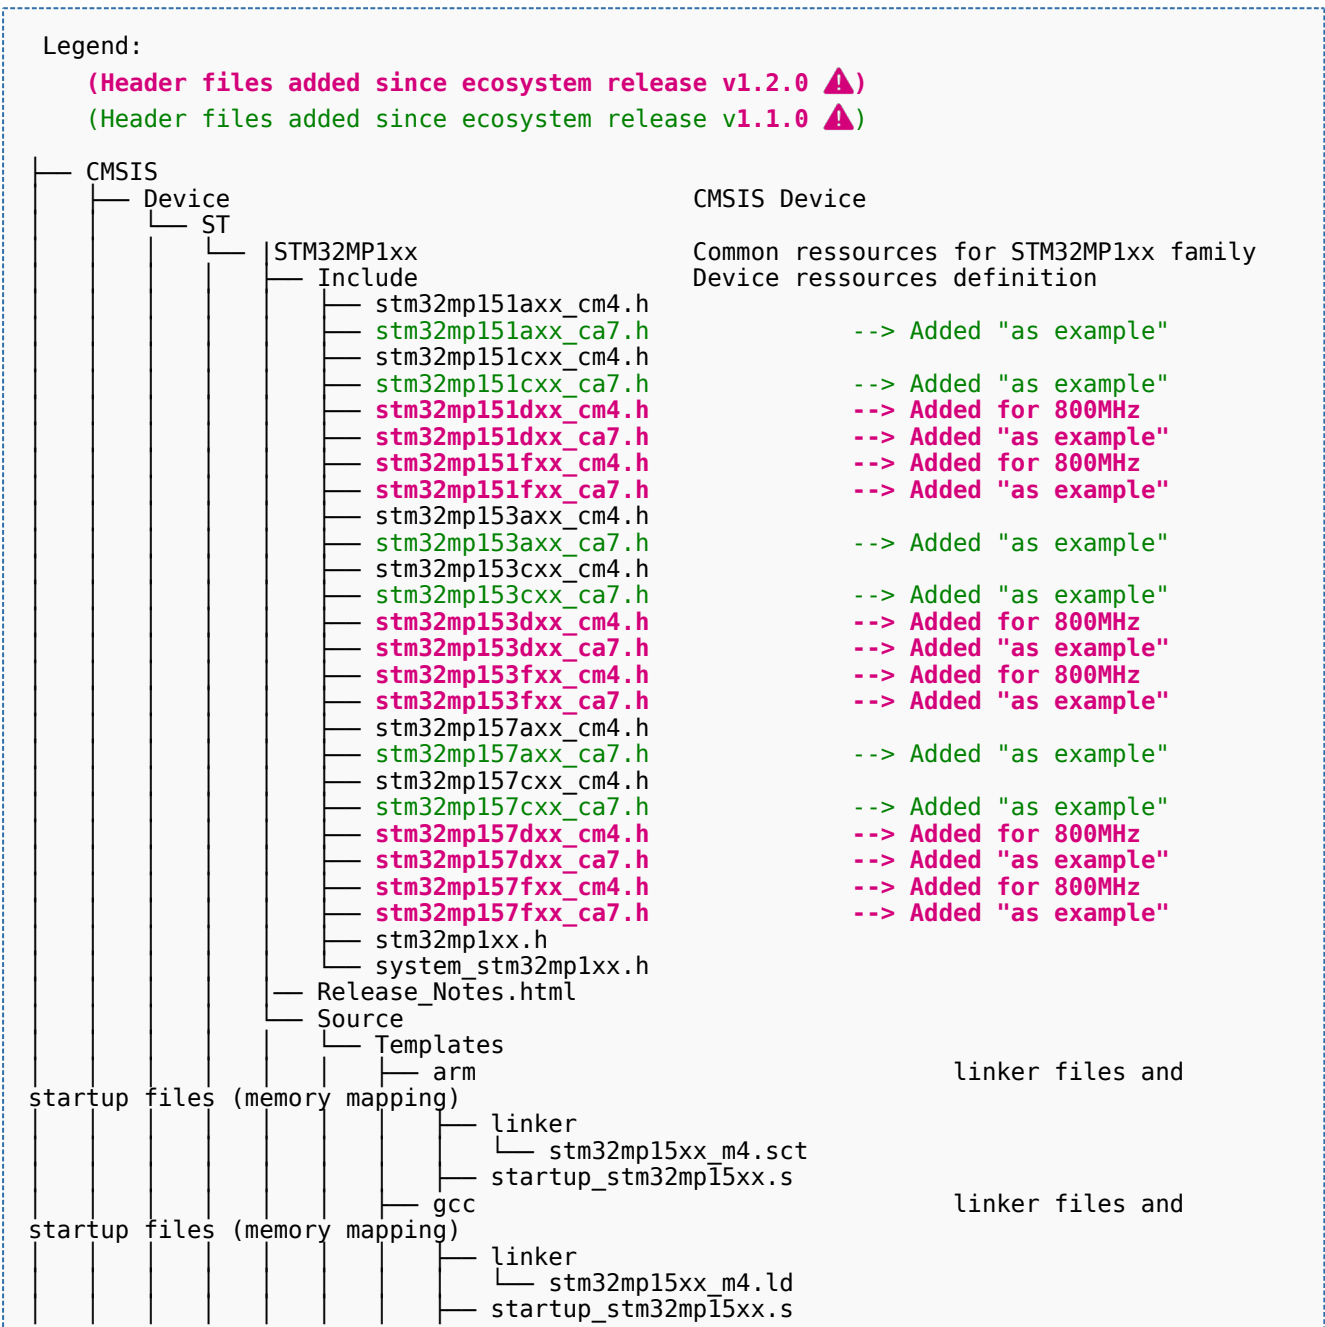 Legend:
(Header files added since ecosystem release v1.2.0 ⚠)
(Header files added since ecosystem release v1.1.0 ⚠)
├── CMSIS
│   ├── Device                                CMSIS Device
│   │   └── ST
│   │   │   └── |STM32MP1xx                   Common ressources for STM32MP1xx family
│   │   │   │   ├── Include                   Device ressources definition
│   │   │   │   │   ├── stm32mp151axx_cm4.h
│   │   │   │   │   ├── stm32mp151axx_ca7.h              --> Added "as example"
│   │   │   │   │   ├── stm32mp151cxx_cm4.h
│   │   │   │   │   ├── stm32mp151cxx_ca7.h              --> Added "as example"
│   │   │   │   │   ├── stm32mp151dxx_cm4.h              --> Added for 800MHz
│   │   │   │   │   ├── stm32mp151dxx_ca7.h              --> Added "as example"
│   │   │   │   │   ├── stm32mp151fxx_cm4.h              --> Added for 800MHz
│   │   │   │   │   ├── stm32mp151fxx_ca7.h              --> Added "as example"
│   │   │   │   │   ├── stm32mp153axx_cm4.h
│   │   │   │   │   ├── stm32mp153axx_ca7.h              --> Added "as example"
│   │   │   │   │   ├── stm32mp153cxx_cm4.h
│   │   │   │   │   ├── stm32mp153cxx_ca7.h              --> Added "as example"
│   │   │   │   │   ├── stm32mp153dxx_cm4.h              --> Added for 800MHz
│   │   │   │   │   ├── stm32mp153dxx_ca7.h              --> Added "as example"
│   │   │   │   │   ├── stm32mp153fxx_cm4.h              --> Added for 800MHz
│   │   │   │   │   ├── stm32mp153fxx_ca7.h              --> Added "as example"
│   │   │   │   │   ├── stm32mp157axx_cm4.h
│   │   │   │   │   ├── stm32mp157axx_ca7.h              --> Added "as example"
│   │   │   │   │   ├── stm32mp157cxx_cm4.h
│   │   │   │   │   ├── stm32mp157cxx_ca7.h              --> Added "as example"
│   │   │   │   │   ├── stm32mp157dxx_cm4.h              --> Added for 800MHz
│   │   │   │   │   ├── stm32mp157dxx_ca7.h              --> Added "as example"
│   │   │   │   │   ├── stm32mp157fxx_cm4.h              --> Added for 800MHz
│   │   │   │   │   ├── stm32mp157fxx_ca7.h              --> Added "as example"
│   │   │   │   │   ├── stm32mp1xx.h
│   │   │   │   │   └── system_stm32mp1xx.h
│   │   │   │   ├── Release_Notes.html
│   │   │   │   └── Source
│   │   │   │   │   └── Templates
│   │   │   │   │   │   ├── arm                                 linker files and
startup files (memory mapping)
│   │   │   │   │   │   │   ├── linker
│   │   │   │   │   │   │   │   └── stm32mp15xx_m4.sct
│   │   │   │   │   │   │   ├── startup_stm32mp15xx.s
│   │   │   │   │   │   ├── gcc                                 linker files and
startup files (memory mapping)
│   │   │   │   │   │   │   ├── linker
│   │   │   │   │   │   │   │   └── stm32mp15xx_m4.ld
│   │   │   │   │   │   │   ├── startup_stm32mp15xx.s